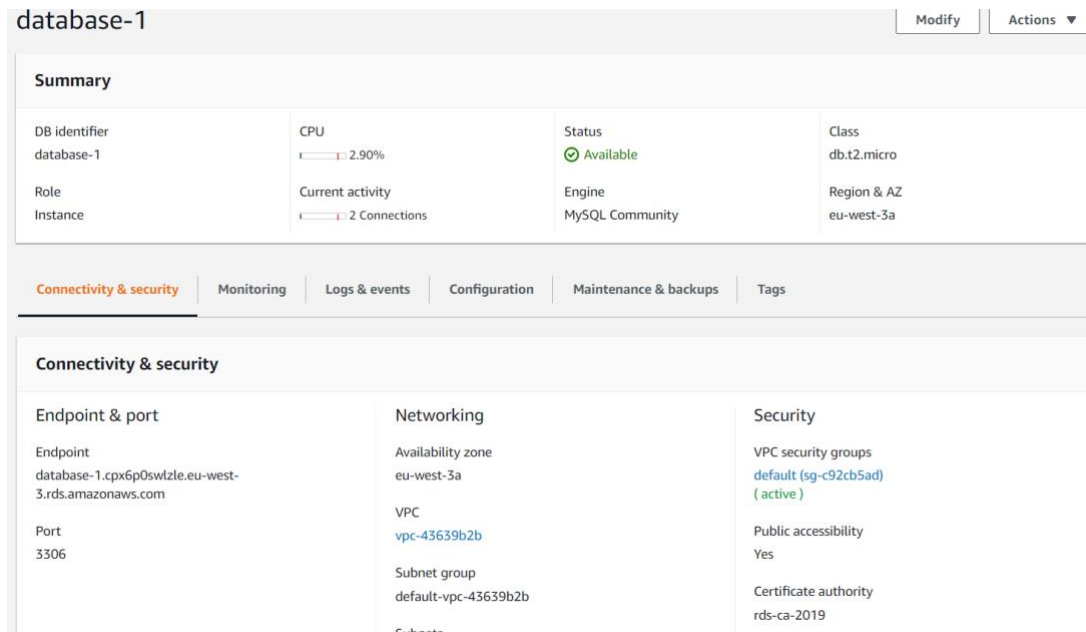 database-1
Modify
Actions
Summary
DB identifier
database-1
CPU
2.90%
Status
Available
Class
db.t2.micro
Role
Instance
Current activity
2 Connections
Engine
MySQL Community
Region & AZ
eu-west-3a
Connectivity & security
Monitoring
Logs & events
Configuration
Maintenance & backups
Tags
Connectivity & security
Endpoint & port
Endpoint
database-1.cpx6p0swlzle.eu-west-
3.rds.amazonaws.com
Port
3306
Networking
Availability zone
eu-west-3a
VPC
vpc-43639b2b
Subnet group
default-vpc-43639b2b
Subnets
Security
VPC security groups
default (sg-c92cb5ad)
( active )
Public accessibility
Yes
Certificate authority
rds-ca-2019